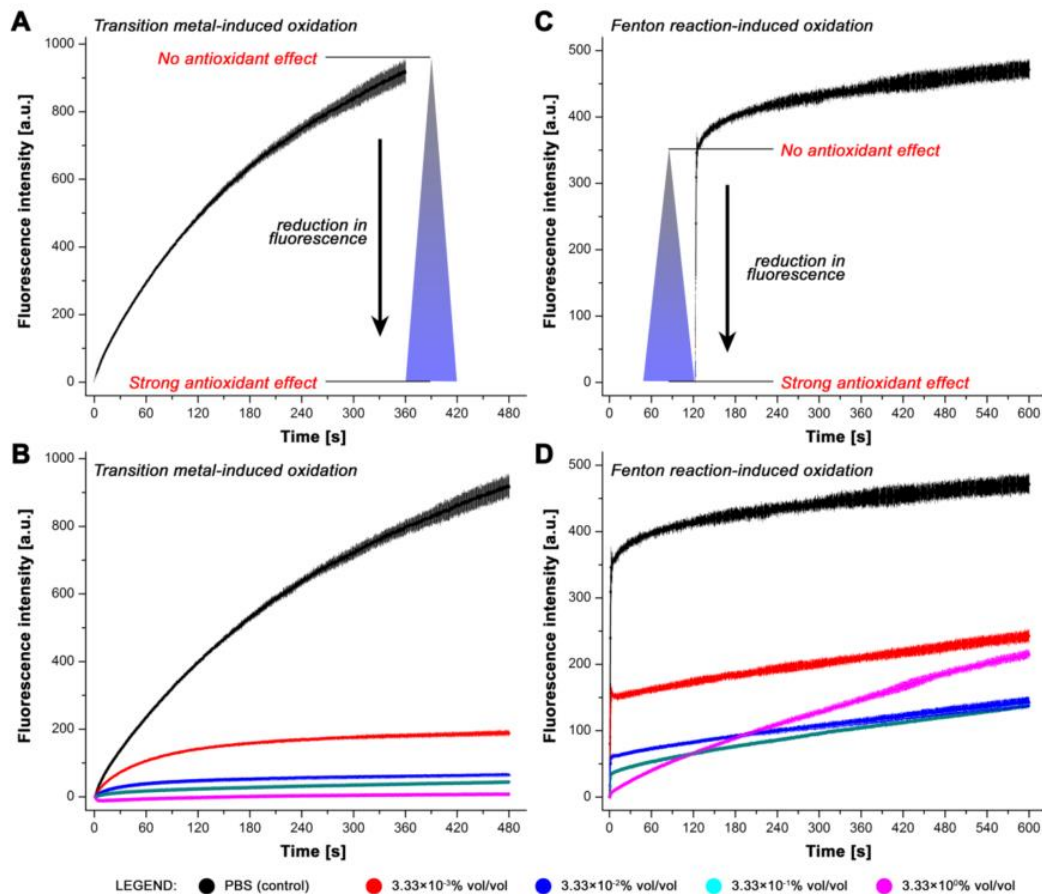 A
Transition metal-induced oxidation
1000
800
600
400
200
0
Fluorescence intensity [a.u.]
No antioxidant effect
reduction in
fluorescence
Strong antioxidant effect
0 60 120 180 240 300 360 420 480
Time [s]
C
Fenton reaction-induced oxidation
500
400
300
200
100
0
Fluorescence intensity [a.u.]
No antioxidant effect
reduction in
fluorescence
Strong antioxidant effect
0 60 120 180 240 300 360 420 480 540 600
Time [s]
B
Transition metal-induced oxidation
1000
800
600
400
200
0
Fluorescence intensity [a.u.]
0 60 120 180 240 300 360 420 480
Time [s]
D
Fenton reaction-induced oxidation
500
400
300
200
100
0
Fluorescence intensity [a.u.]
0 60 120 180 240 300 360 420 480 540 600
Time [s]
LEGEND: PBS (control) 3.33×10⁻³% vol/vol 3.33×10⁻²% vol/vol 3.33×10⁻¹% vol/vol 3.33×10⁰% vol/vol